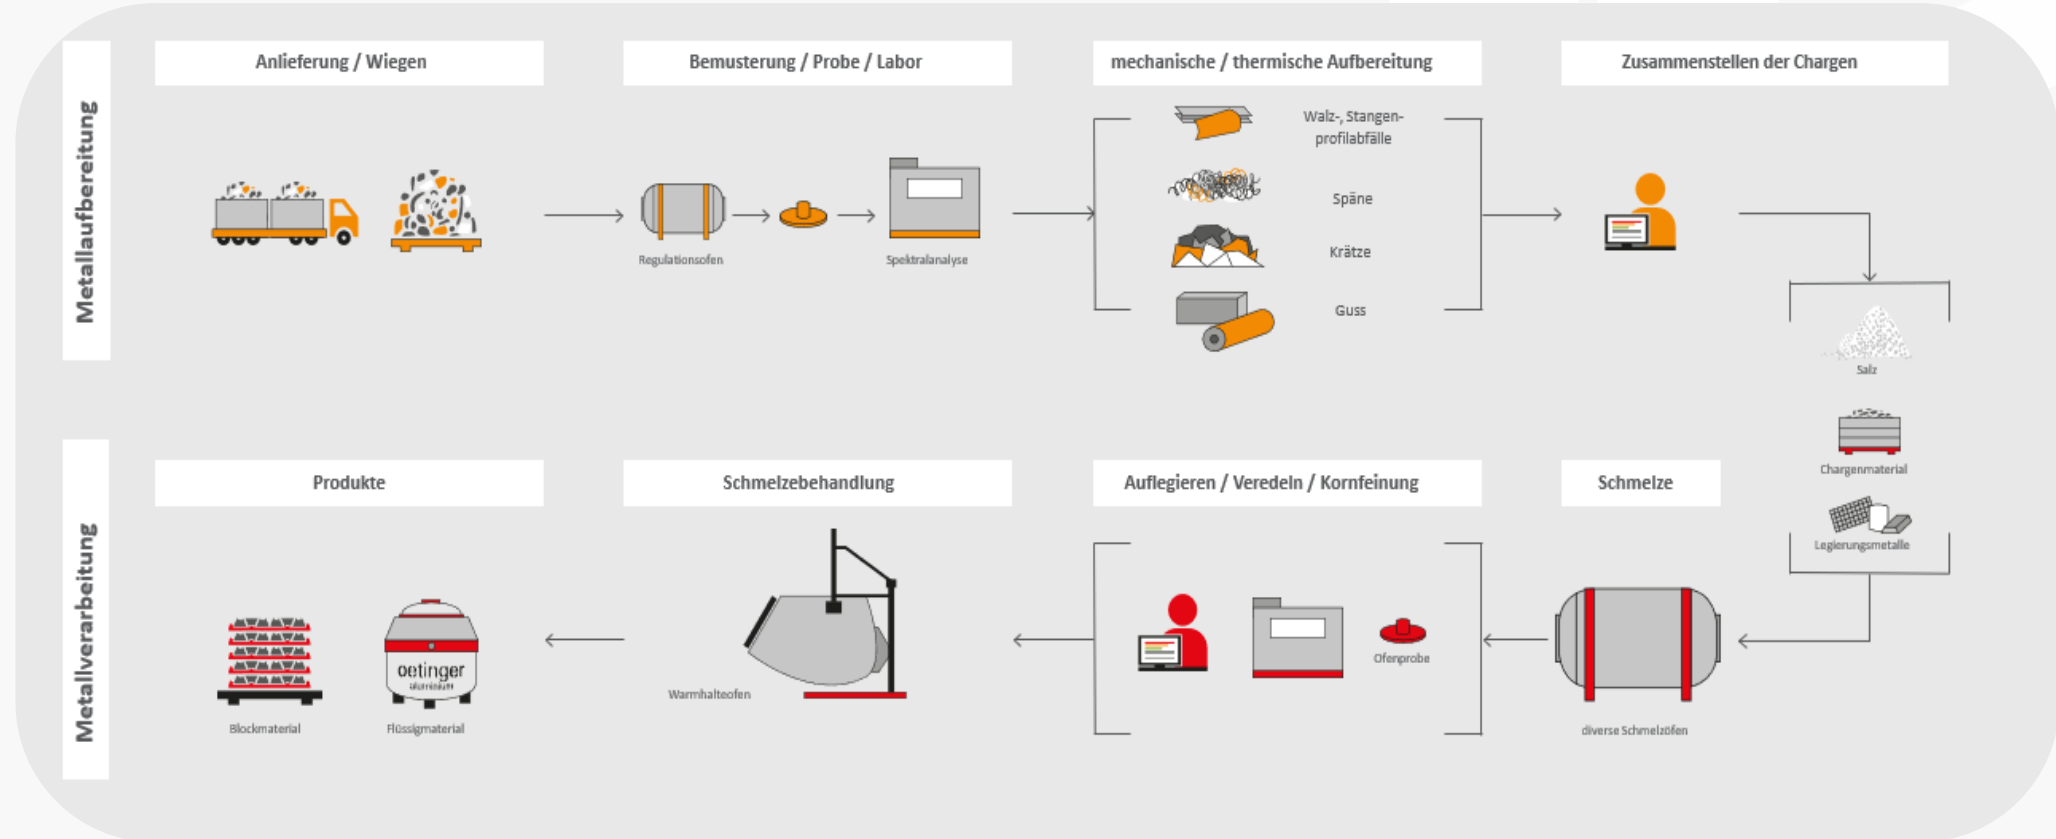 Metallaufbereitung
Anlieferung / Wiegen
Bemusterung / Probe / Labor
mechanische / thermische Aufbereitung
Zusammenstellen der Chargen
Regulationsofen
Spektralanalyse
Walz-, Stangen-
profilabfälle
Späne
Krätze
Guss
Salz
Chargenmaterial
Legierungsmetalle
Metallverarbeitung
Schmelze
diverse Schmelzöfen
Auflegieren / Veredeln / Kornfeinung
Ofenprobe
Schmelzebehandlung
Warmhalteofen
Produkte
Blockmaterial
oetinger
aluminium
Flüssigmaterial